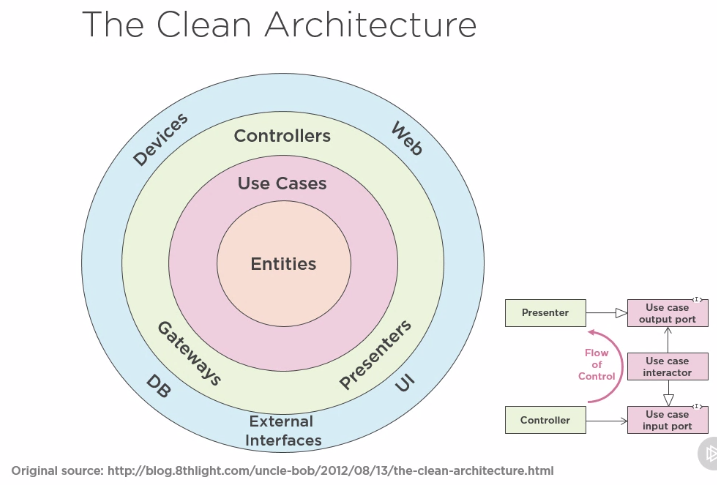 The Clean Architecture
Devices
Web
Controllers
Use Cases
Entities
Gateways
Presenters
DB
UI
External
Interfaces
Presenter
Use case
output port
I
Flow
of
Control
Use case
interactor
Controller
Use case
input port
I
Original source: http://blog.8thlight.com/uncle-bob/2012/08/13/the-clean-architecture.html